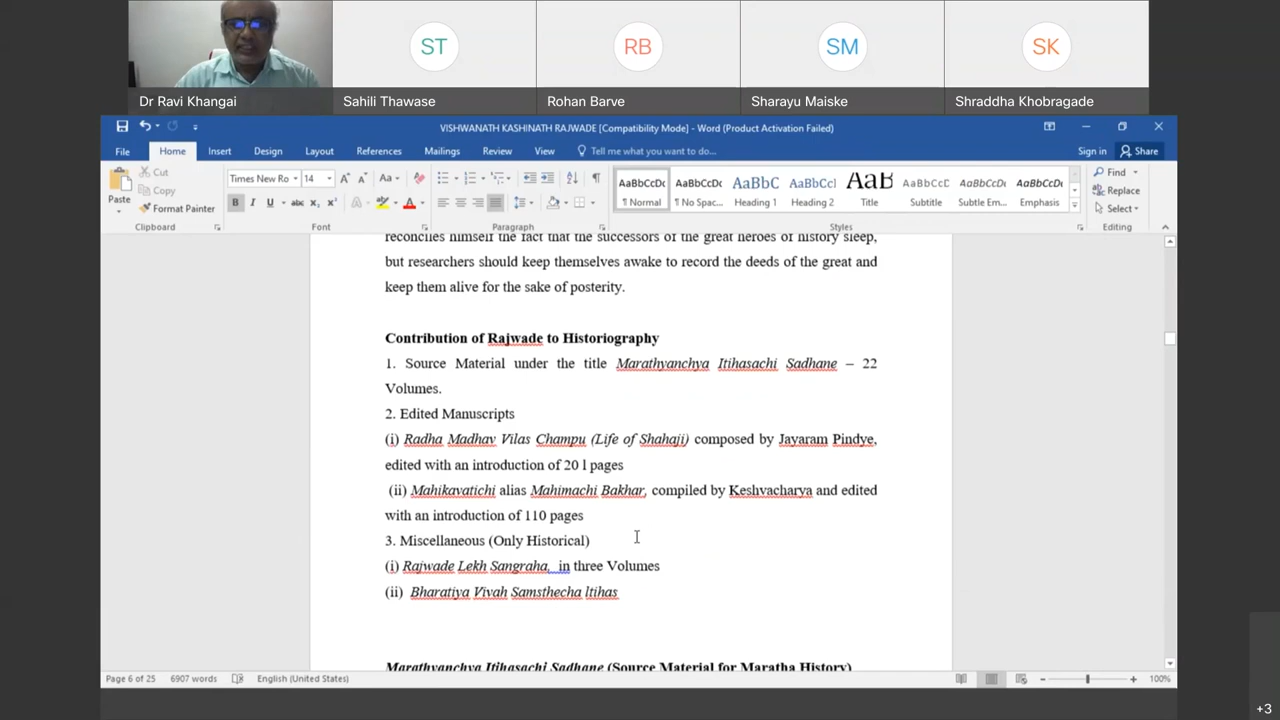 ST
RB
SM
SK
Dr Ravi Khangai
Sahili Thawase
Rohan Barve
Sharayu Maiske
Shraddha Khobragade
VISHWANATH KASHINATH RAJWADE [Compatibility Mode] - Word (Product Activation Failed)
File Home Insert Design Layout References Mailings Review View Tell me what you want to do... Sign in Share
Paste
Cut
Copy
Format Painter
Clipboard
Times New Ro 14
Font
Paragraph
AaBbCcDc AaBbCcDc AaBbC AaBbCcI AaB AaBbCcD AaBbCcDc AaBbCcDc
¶ Normal ¶ No Spac... Heading 1 Heading 2 Title Subtitle Subtle Em... Emphasis
Styles
Find
Replace
Select
Editing
reconciles himself the fact that the successors of the great heroes of history sleep,
but researchers should keep themselves awake to record the deeds of the great and
keep them alive for the sake of posterity.
Contribution of Rajwade to Historiography
1. Source Material under the title Marathyanchya Itihasachi Sadhane – 22
Volumes.
2. Edited Manuscripts
(i) Radha Madhav Vilas Champu (Life of Shahaji) composed by Jayaram Pindye,
edited with an introduction of 20 l pages
(ii) Mahikavatichi alias Mahimachi Bakhar, compiled by Keshvacharya and edited
with an introduction of 110 pages
3. Miscellaneous (Only Historical)
(i) Rajwade Lekh Sangraha, in three Volumes
(ii) Bharatiya Vivah Samsthecha ltihas
Marathyanchya Itihasachi Sadhane (Source Material for Maratha History)
Page 6 of 25 6907 words English (United States) 100%
+3